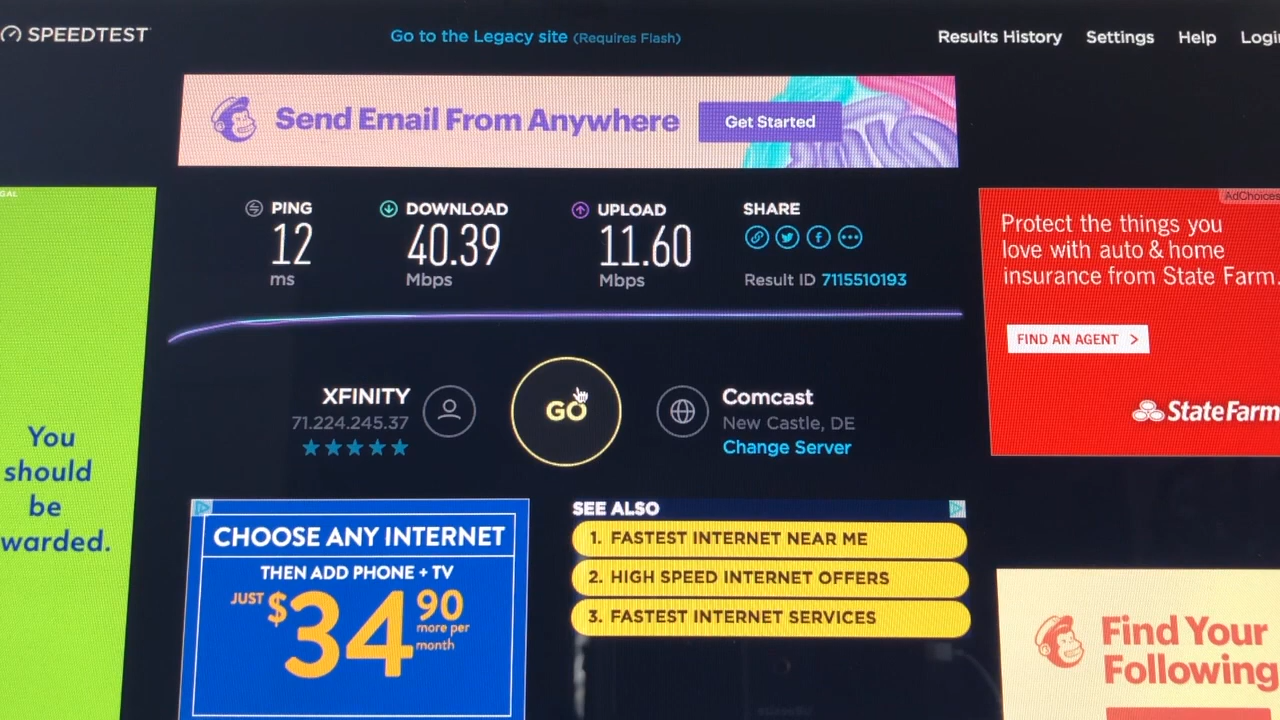 SPEEDTEST
Go to the Legacy site (Requires Flash)
Results History Settings Help Login
Send Email From Anywhere
Get Started
GAL
AdChoices
PING
12
ms
DOWNLOAD
40.39
Mbps
UPLOAD
11.60
Mbps
SHARE
Result ID 7115510193
Protect the things you
love with auto & home
insurance from State Farm.
FIND AN AGENT >
StateFarm
XFINITY
71.224.245.37
GO
Comcast
New Castle, DE
Change Server
You
should
be
warded.
CHOOSE ANY INTERNET
THEN ADD PHONE + TV
JUST $34 90
more per
month
SEE ALSO
1. FASTEST INTERNET NEAR ME
2. HIGH SPEED INTERNET OFFERS
3. FASTEST INTERNET SERVICES
Find Your
Following